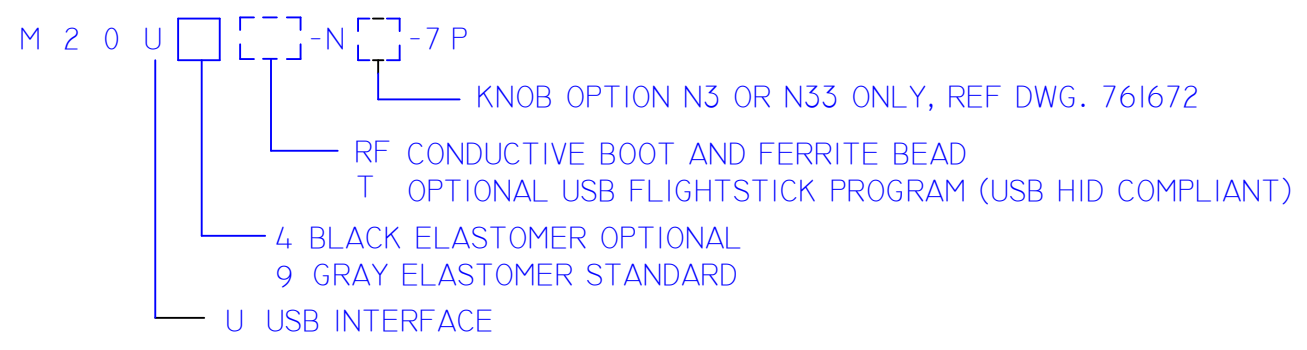 M 2 0 U -N -7 P
KNOB OPTION N3 OR N33 ONLY, REF DWG. 761672
RF CONDUCTIVE BOOT AND FERRITE BEAD
T OPTIONAL USB FLIGHTSTICK PROGRAM (USB HID COMPLIANT)
4 BLACK ELASTOMER OPTIONAL
9 GRAY ELASTOMER STANDARD
U USB INTERFACE